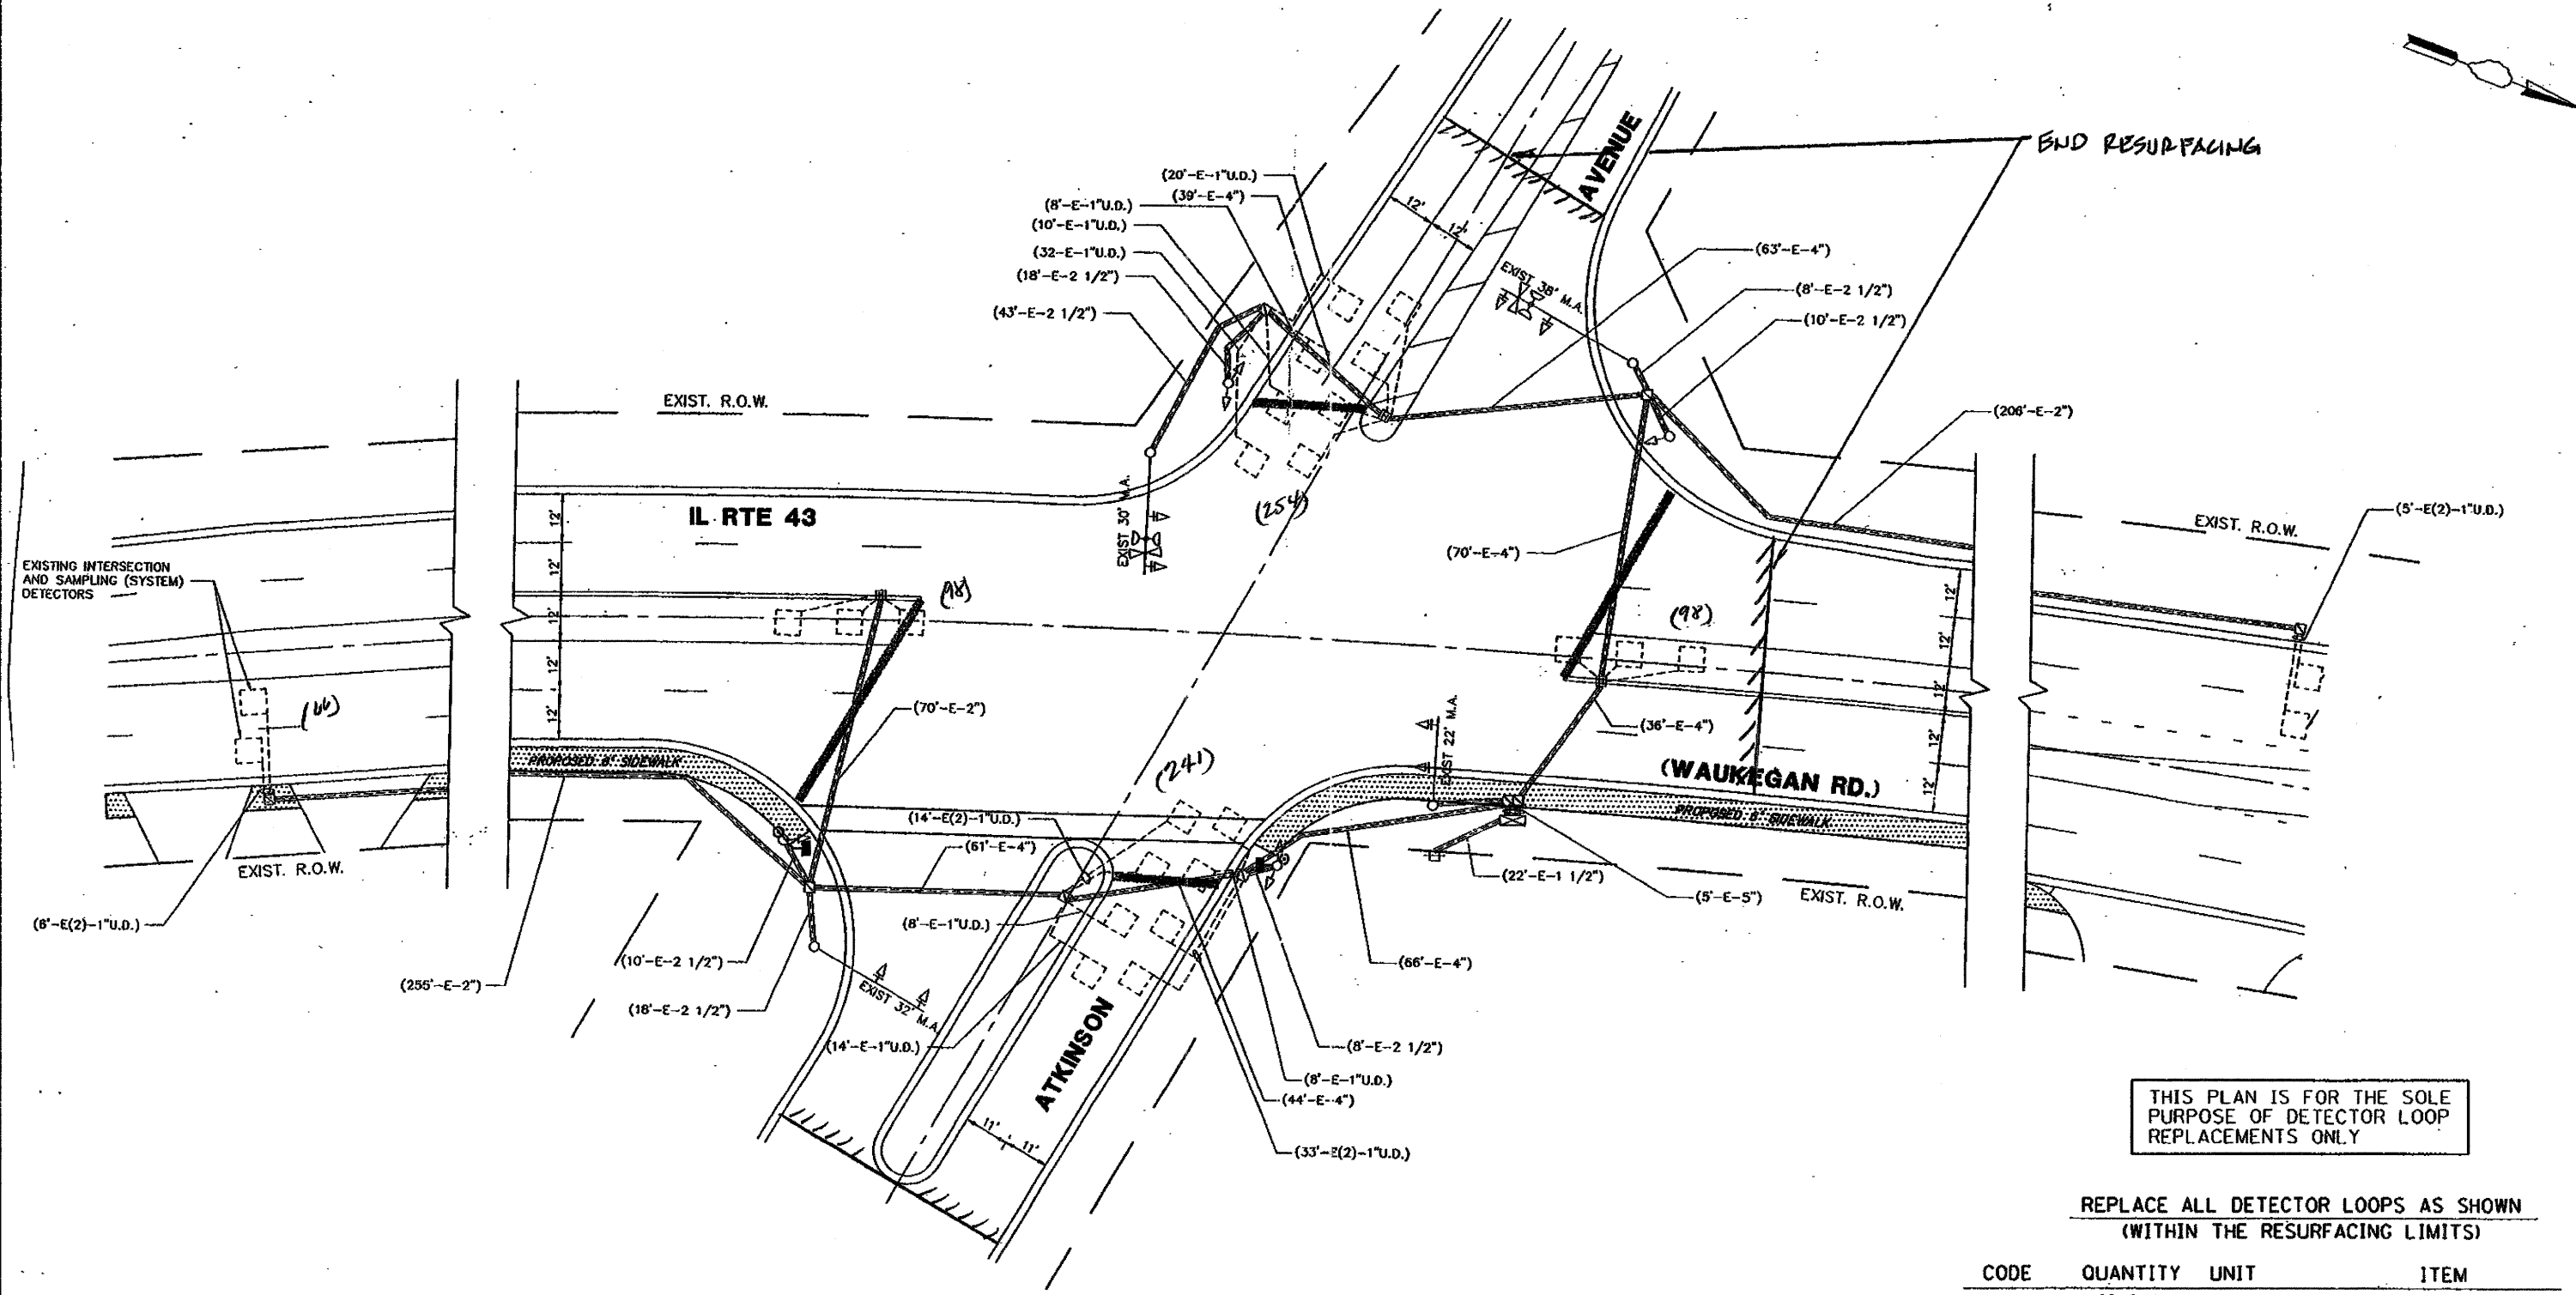 END RESURFACING
AVENUE
(20'-E-1"U.D.)
(39'-E-4")
(8'-E-1"U.D.)
(10'-E-1"U.D.)
(32-E-1"U.D.)
(18'-E-2 1/2")
(43'-E-2 1/2")
12'
12'
EXIST 38' M.A.
(63'-E-4")
(8'-E-2 1/2")
(10'-E-2 1/2")
(206'-E-2")
EXIST. R.O.W.
EXIST. R.O.W.
(5'-E(2)-1"U.D.)
IL RTE 43
12'
12'
12'
12'
12'
EXIST 30' M.A.
(254)
(70'-E-4")
EXISTING INTERSECTION
AND SAMPLING (SYSTEM)
DETECTORS
(98)
(98)
12'
12'
12'
12'
12'
(66)
(70'-E-2")
(36'-E-4")
EXIST 22' M.A.
(241)
(WAUKEGAN RD.)
PROPOSED 6' SIDEWALK
PROPOSED 6' SIDEWALK
(14'-E(2)-1"U.D.)
(61'-E-4")
EXIST. R.O.W.
(22'-E-1 1/2")
(5'-E-5")
EXIST. R.O.W.
(6'-E(2)-1"U.D.)
(8'-E-1"U.D.)
(10'-E-2 1/2")
(66'-E-4")
(255'-E-2")
EXIST 32' M.A.
(18'-E-2 1/2")
(14'-E-1"U.D.)
ATKINSON
(8'-E-2 1/2")
(8'-E-1"U.D.)
(44'-E-4")
11'
11'
(33'-E(2)-1"U.D.)
THIS PLAN IS FOR THE SOLE
PURPOSE OF DETECTOR LOOP
REPLACEMENTS ONLY
REPLACE ALL DETECTOR LOOPS AS SHOWN
(WITHIN THE RESURFACING LIMITS)
CODE QUANTITY UNIT ITEM